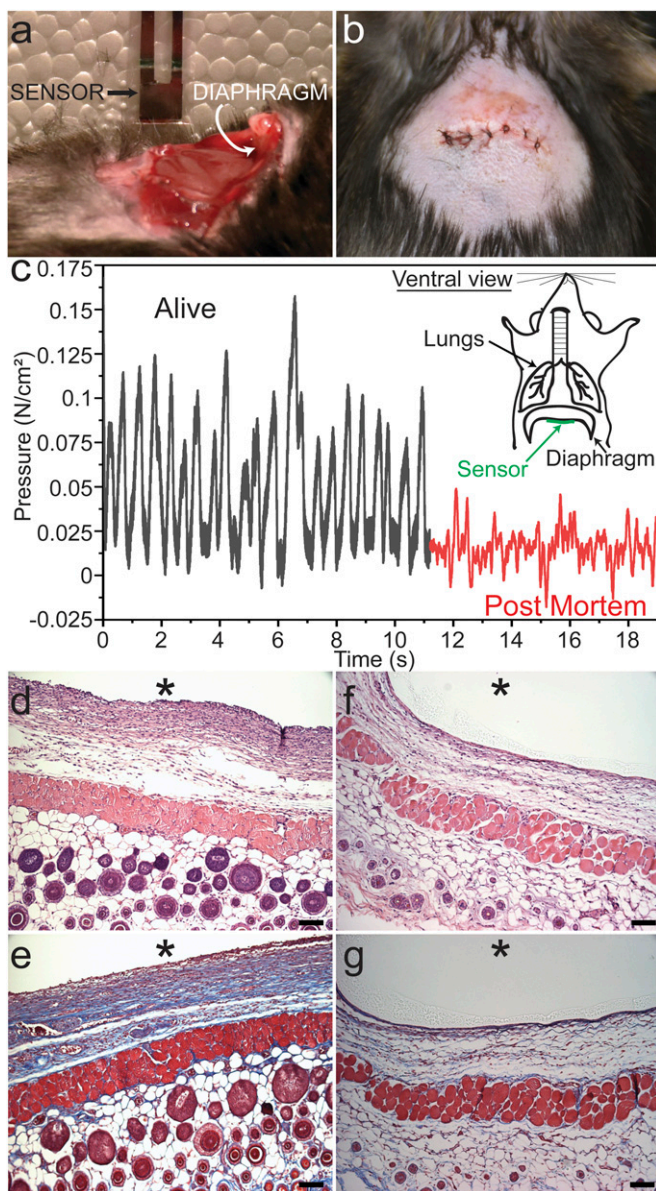 a
b
SENSOR
DIAPHRAGM
c
0.175
0.15
0.125
0.1
0.075
0.05
0.025
0
-0.025
Pressure (N/cm²)
Alive
Ventral view
Lungs
Sensor
Diaphragm
Post Mortem
0 2 4 6 8 10 12 14 16 18
Time (s)
d
*
f
*
e
*
g
*